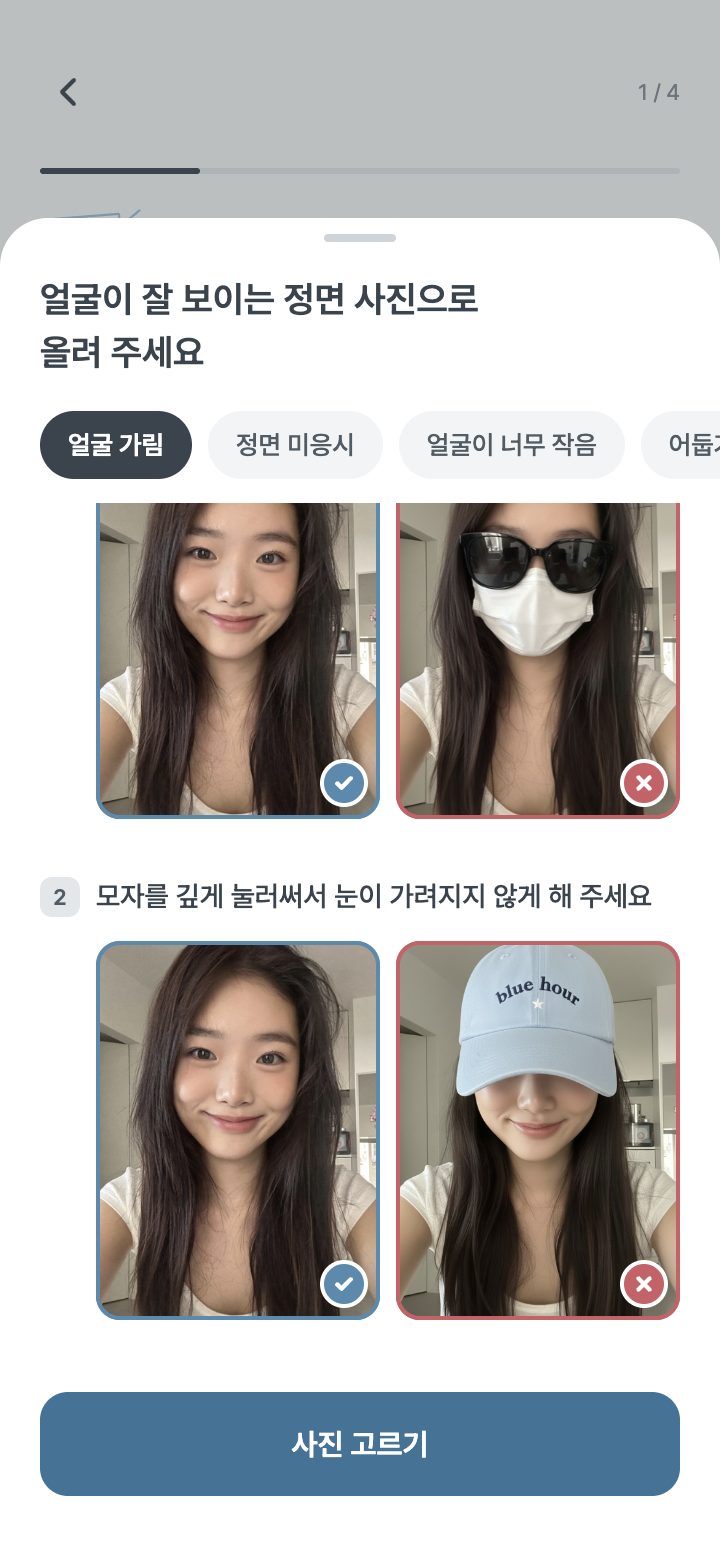 1 / 4
얼굴이 잘 보이는 정면 사진으로
올려 주세요
얼굴 가림 정면 미응시 얼굴이 너무 작음
2 모자를 깊게 눌러써서 눈이 가려지지 않게 해 주세요
blue hour
사진 고르기